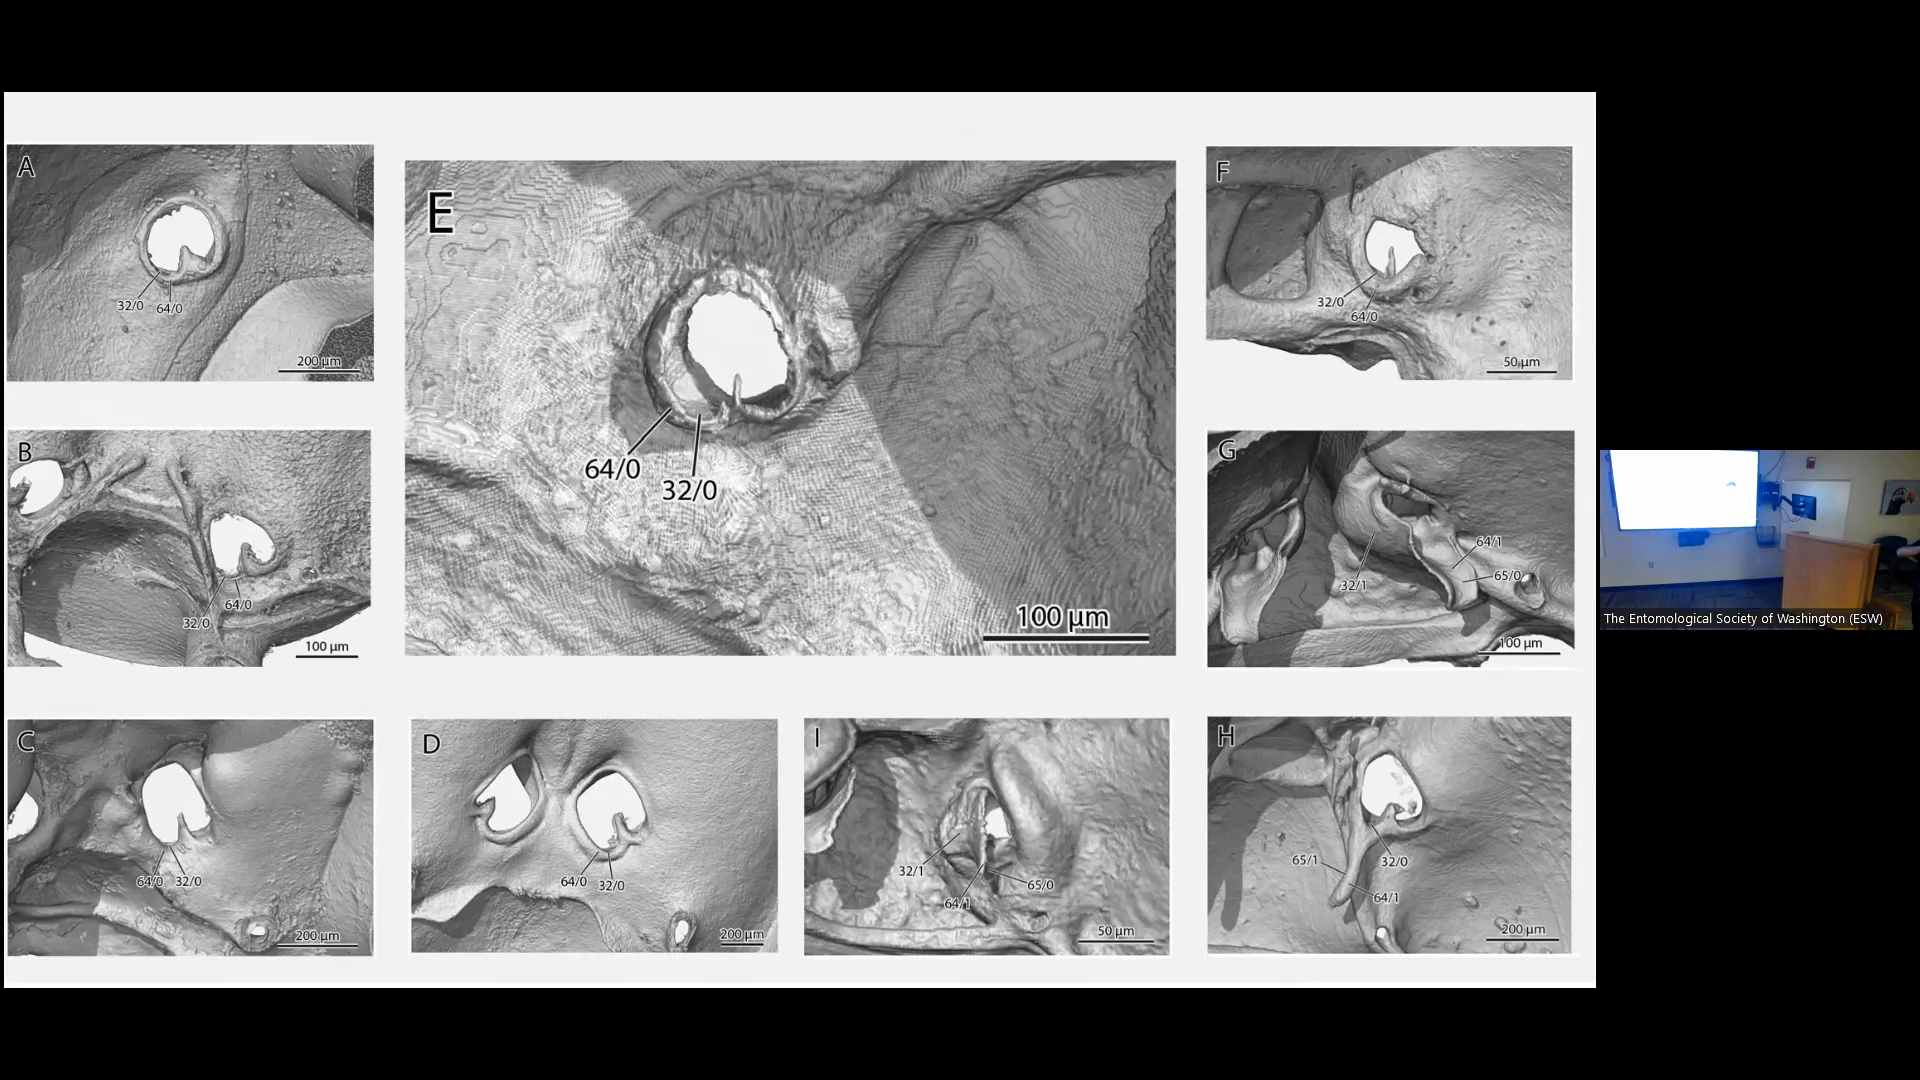 A
32/0 64/0
200 µm
B
64/0
32/0
100 µm
C
64/0 32/0
200 µm
D
64/0 32/0
200 µm
E
64/0
32/0
100 µm
F
32/0
64/0
50 µm
G
64/1
65/0
32/1
100 µm
I
32/1
65/0
64/1
50 µm
H
65/1
32/0
64/1
200 µm
The Entomological Society of Washington (ESW)